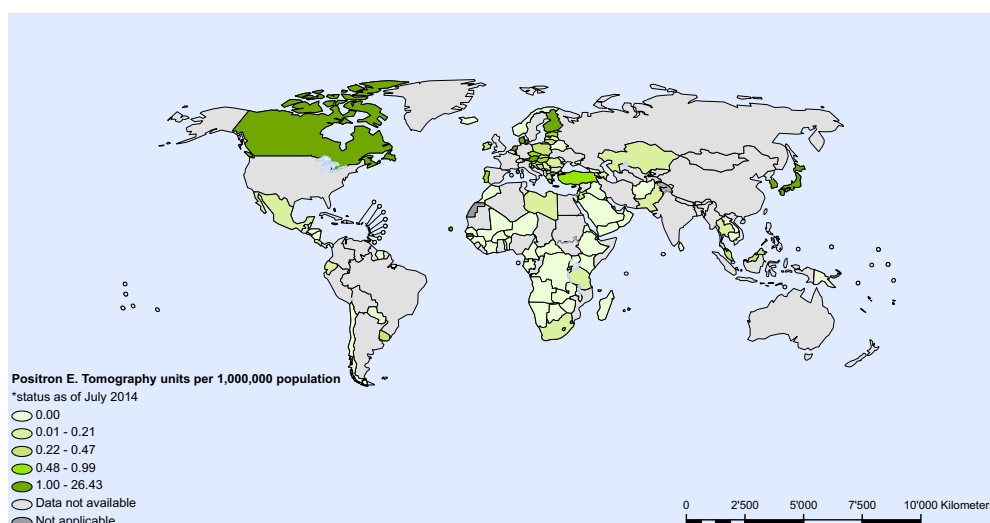 Positron E. Tomography units per 1,000,000 population
*status as of July 2014
0.00
0.01 - 0.21
0.22 - 0.47
0.48 - 0.99
1.00 - 26.43
Data not available
Not applicable
0 2'500 5'000 7'500 10'000 Kilometer